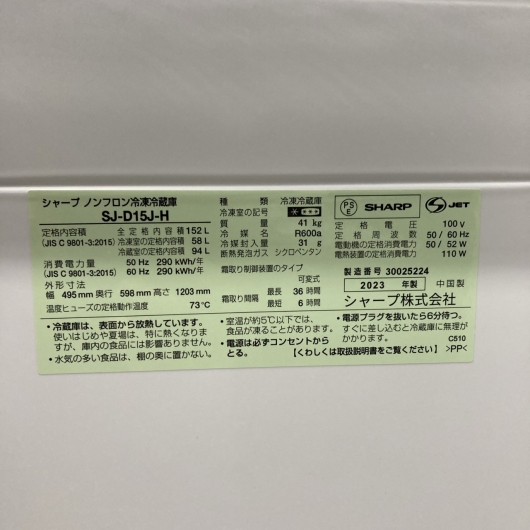 シャープ ノンフロン冷凍冷蔵庫
SJ-D15J-H
定格内容積 全定格内容積 152 L
(JIS C 9801-3:2015) 冷凍室の定格内容積 58 L
冷蔵室の定格内容積 94 L
消費電力量 50 Hz 290 kWh/年
(JIS C 9801-3:2015) 60 Hz 290 kWh/年
外形寸法
幅 495 mm 奥行 598 mm 高さ 1203 mm
温度ヒューズの定格動作温度 73℃
種類 冷凍冷蔵庫
冷凍室の記号
質量 41 kg
冷媒名 R600a
冷媒封入量 31 g
断熱発泡ガス シクロペンタン
霜取り制御装置のタイプ
可変式
霜取り間隔 最長 36 時間
最短 6 時間
PS
E
SHARP
JET
定格電圧 100 V
定格周波数 50 / 60 Hz
電動機の定格消費電力 50 / 52 W
電熱装置の定格消費電力 110 W
製造番号 30025224
2023 年製 中国製
シャープ株式会社
•冷蔵庫は、表面から放熱しています。
使いはじめや夏場は、特に熱くなりま
すが、庫内の食品には影響ありません。
•水気の多い食品は、棚の奥に置かない。
•室温が約5℃以下では、
食品が凍ることがあります。
•電源は必ずコンセントから
とる。
•電源プラグを抜いたら6分待つ。
すぐに差し込むと冷蔵庫に無理が
かかります。
C510
【くわしくは取扱説明書をご覧ください】 >PP<